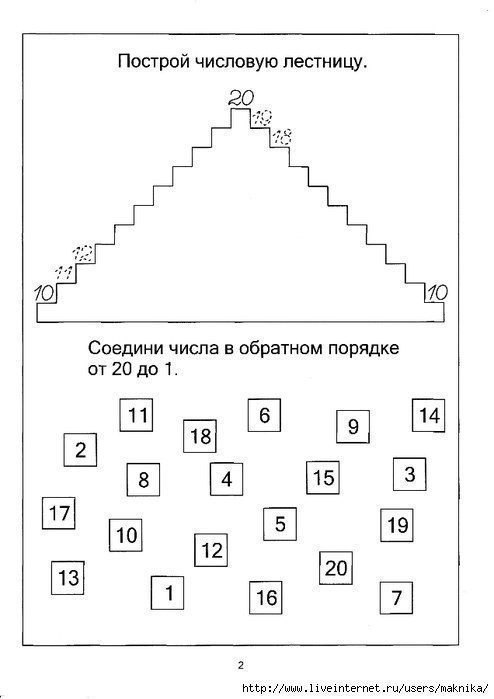 Построй числовую лестницу.
20
19
18
12
11
10 10
Соедини числа в обратном порядке
от 20 до 1.
11 6 14
18 9
2
8 4 15 3
17
10 5 19
12
13 20
1 16 7
2
http://www.liveinternet.ru/users/maknika/